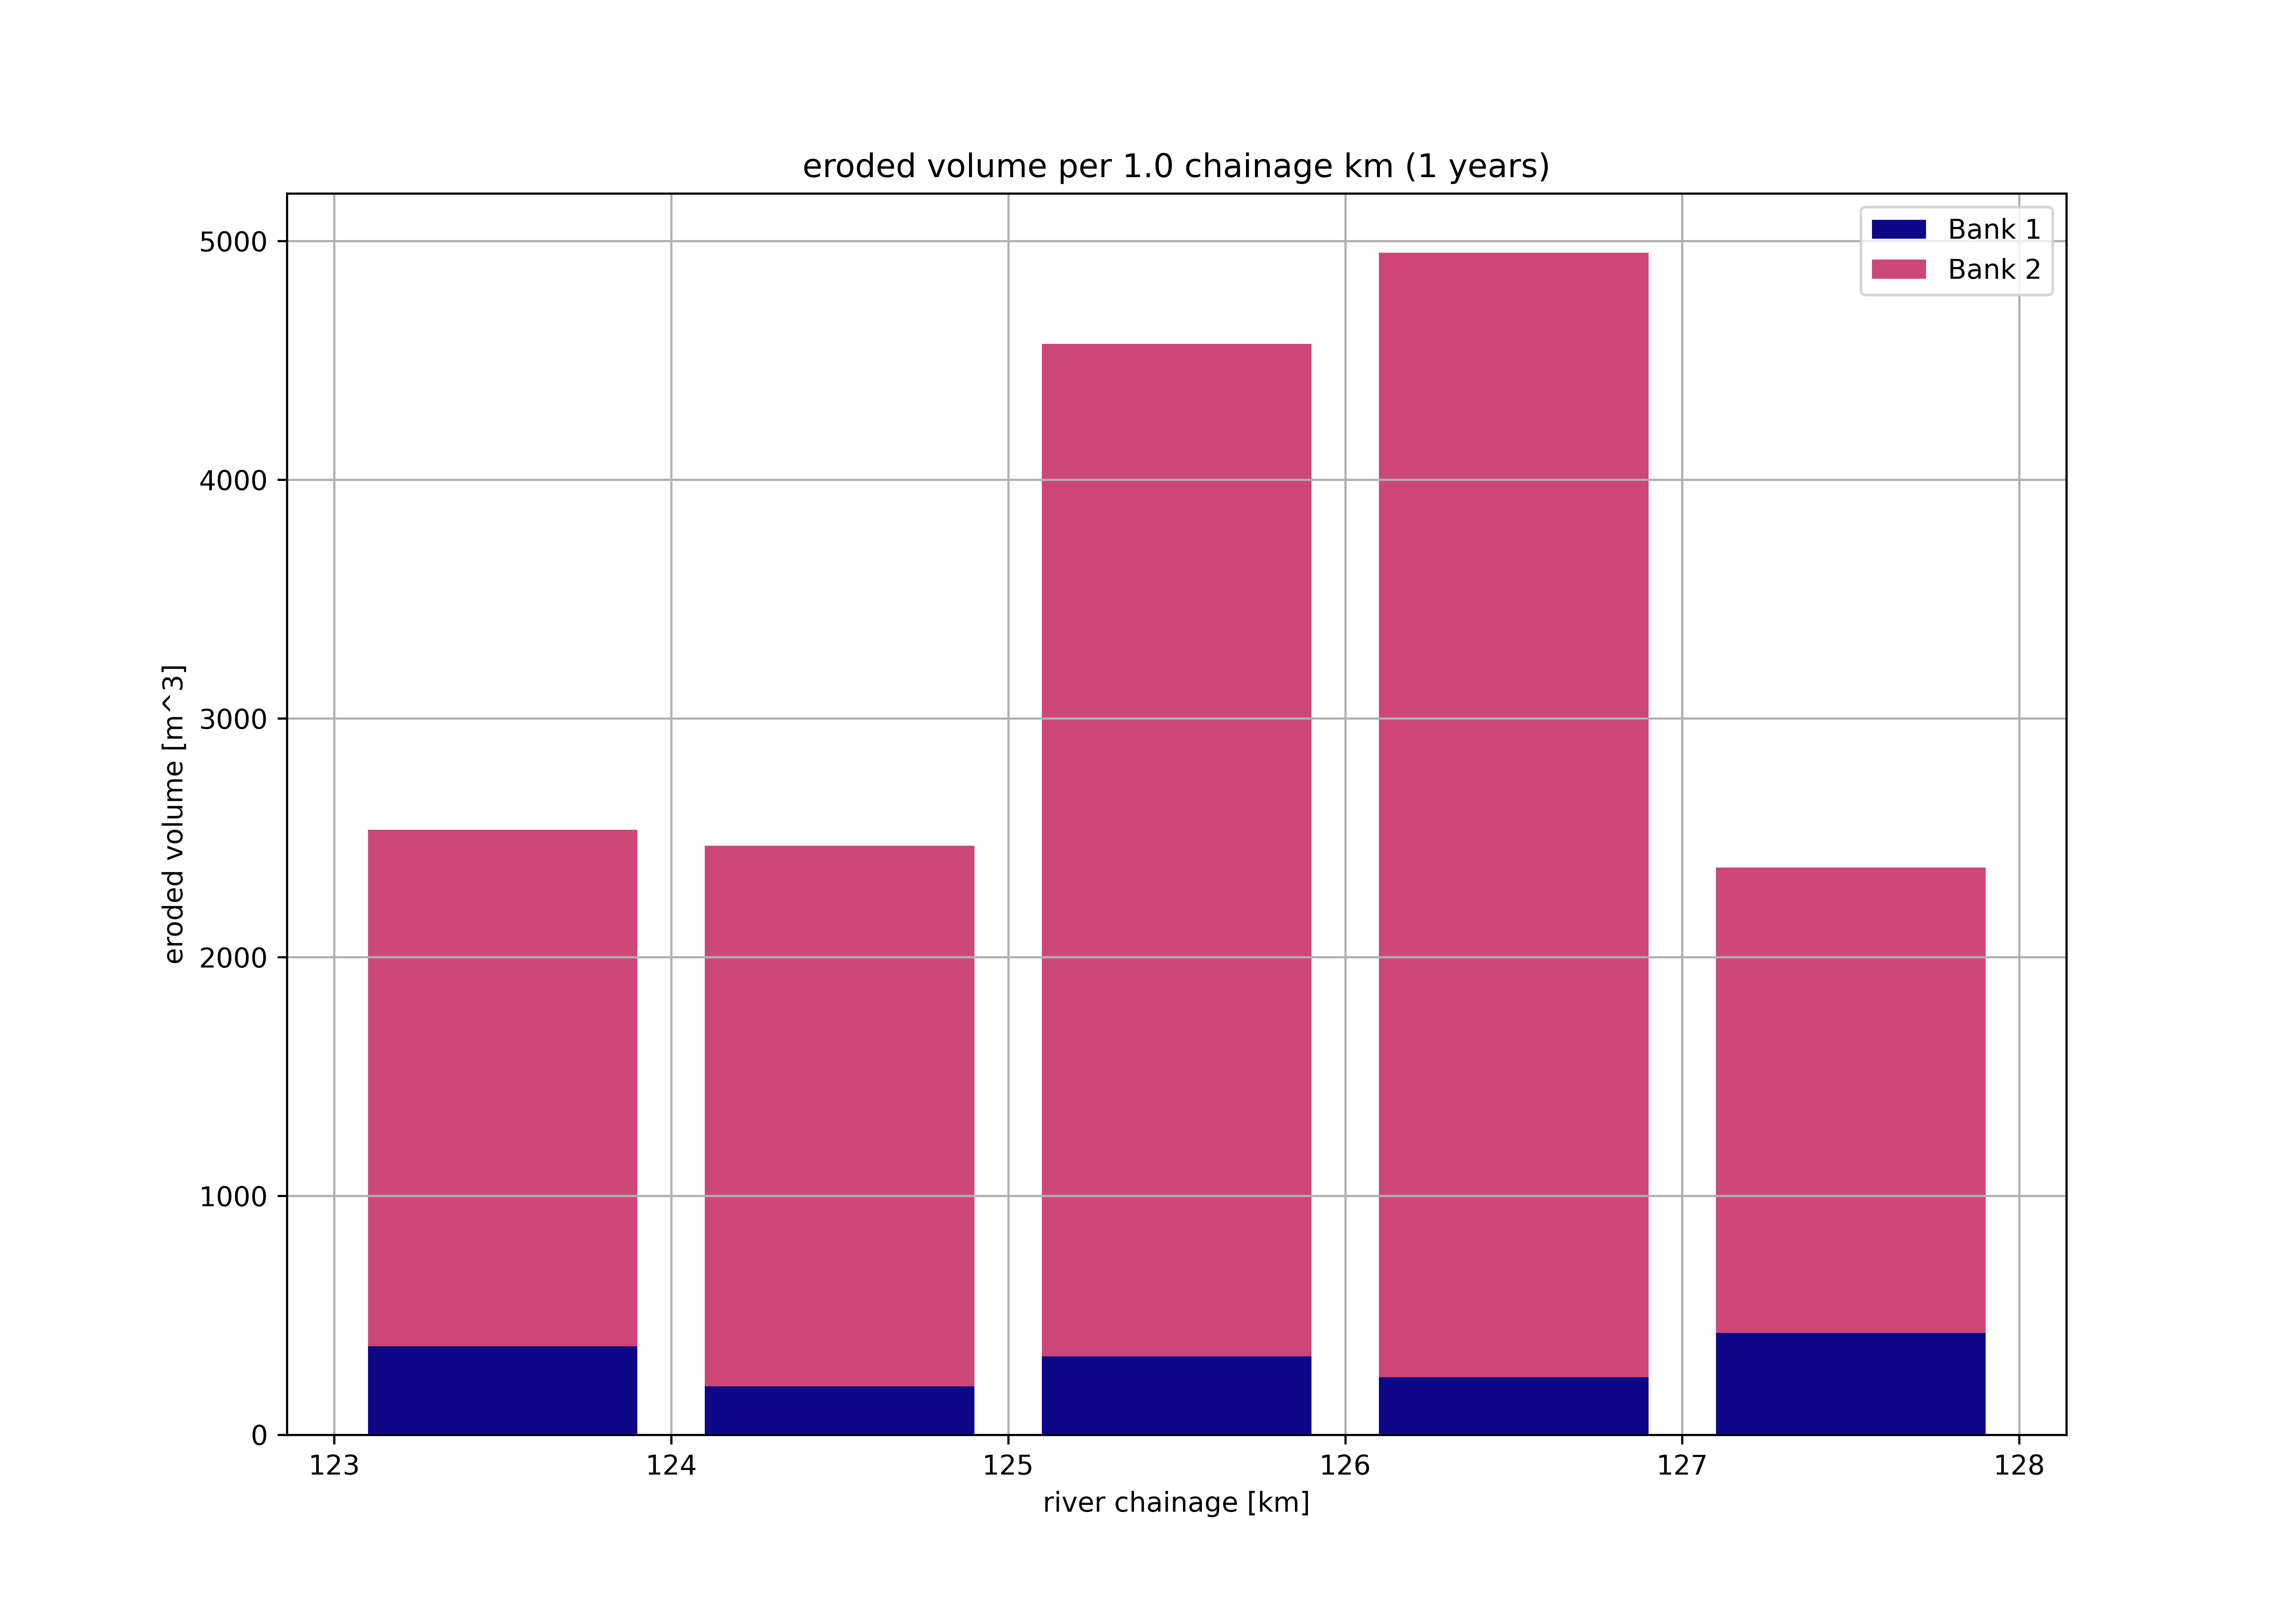 eroded volume per 1.0 chainage km (1 years)
Bank 1
Bank 2
5000
4000
3000
2000
1000
0
eroded volume [m^3]
123 124 125 126 127 128
river chainage [km]